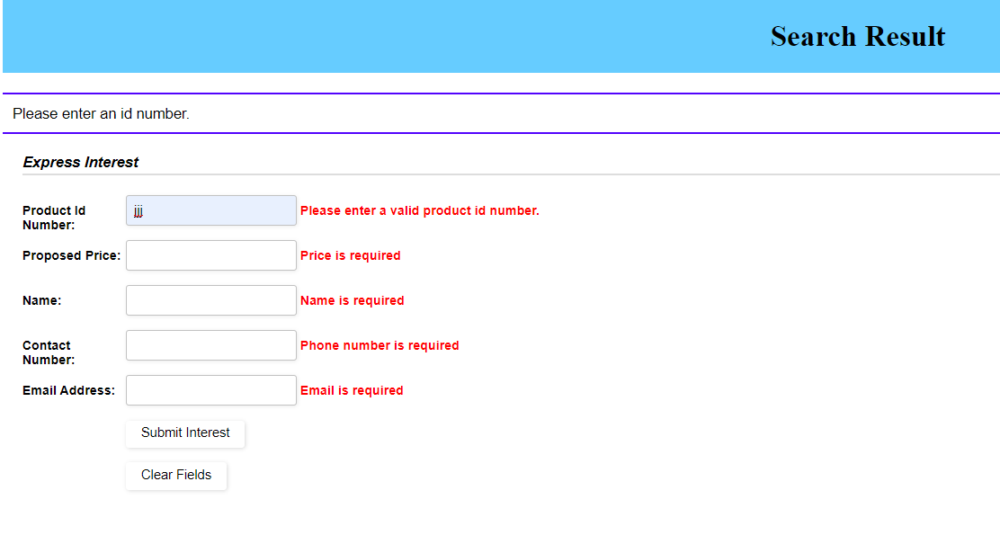 Search Result
Please enter an id number.
Express Interest
Product Id
Number:
jjj
Please enter a valid product id number.
Proposed Price:
Price is required
Name:
Name is required
Contact
Number:
Phone number is required
Email Address:
Email is required
Submit Interest
Clear Fields